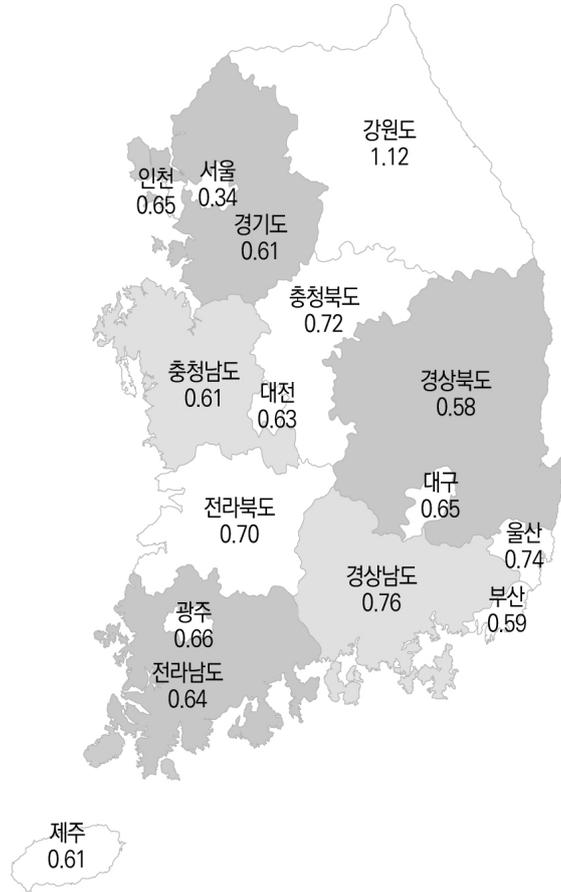 강원도
1.12
서울
0.34
인천
0.65
경기도
0.61
충청북도
0.72
충청남도
0.61
대전
0.63
경상북도
0.58
대구
0.65
전라북도
0.70
울산
0.74
경상남도
0.76
부산
0.59
광주
0.66
전라남도
0.64
제주
0.61